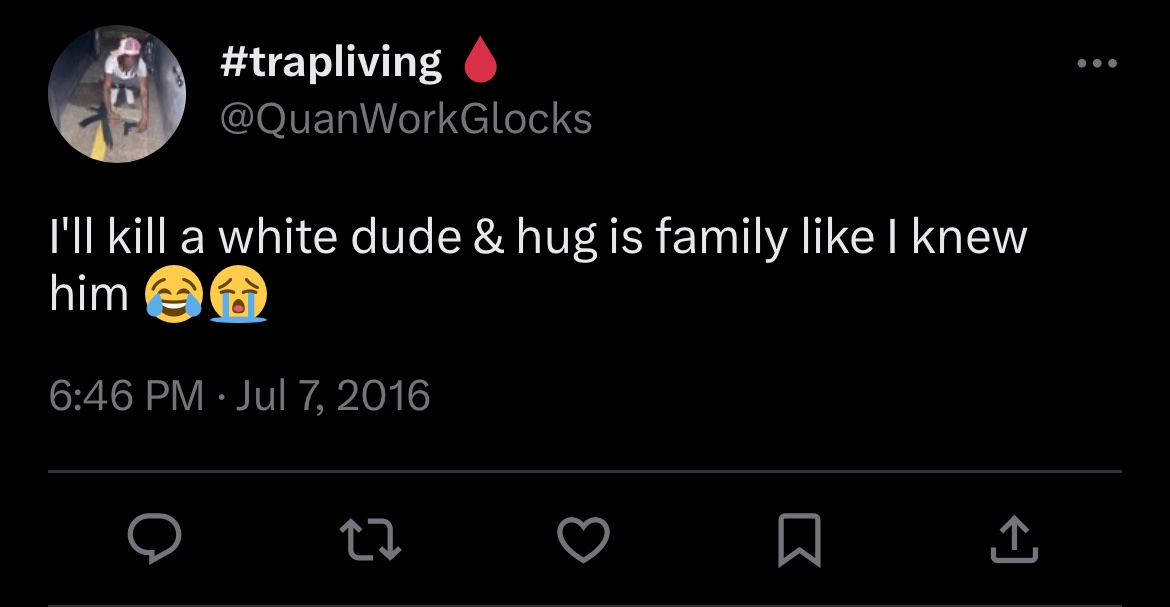 #trapliving 🩸
@QuanWorkGlocks
I'll kill a white dude & hug is family like I knew
him 😂😭
6:46 PM · Jul 7, 2016